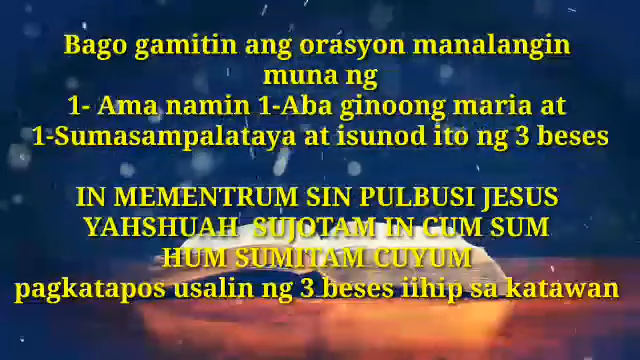 Bago gamitin ang orasyon manalangin
muna ng
1- Ama namin 1-Aba ginoong maria at
1-Sumasampalataya at isunod ito ng 3 beses
IN MEMENTRUM SIN PULBUSI JESUS
YAHSHUAH SUJOTAM IN CUM SUM
HUM SUMITAM CUYUM
pagkatapos usalin ng 3 beses iihip sa katawan